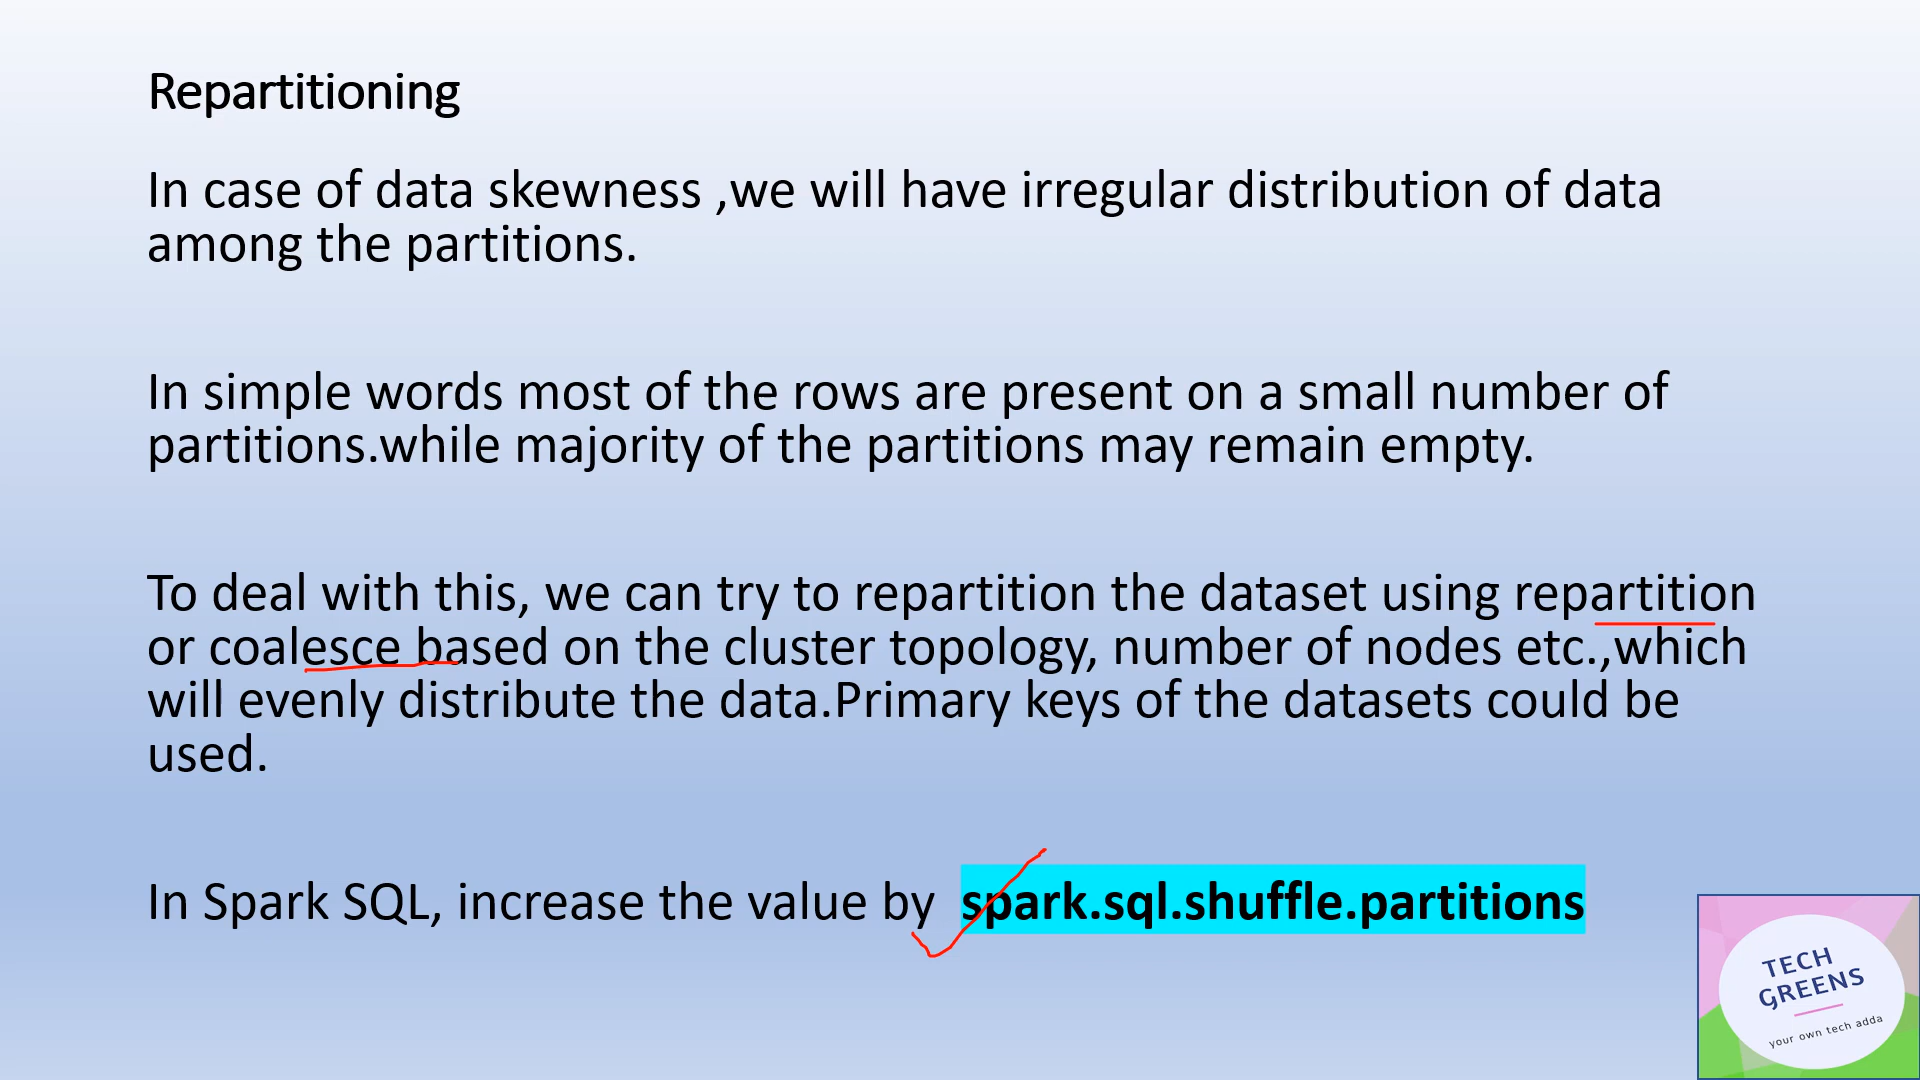 Repartitioning
In case of data skewness ,we will have irregular distribution of data
among the partitions.
In simple words most of the rows are present on a small number of
partitions.while majority of the partitions may remain empty.
To deal with this, we can try to repartition the dataset using repartition
or coalesce based on the cluster topology, number of nodes etc.,which
will evenly distribute the data.Primary keys of the datasets could be
used.
In Spark SQL, increase the value by spark.sql.shuffle.partitions
TECH
GREENS
your own tech adda